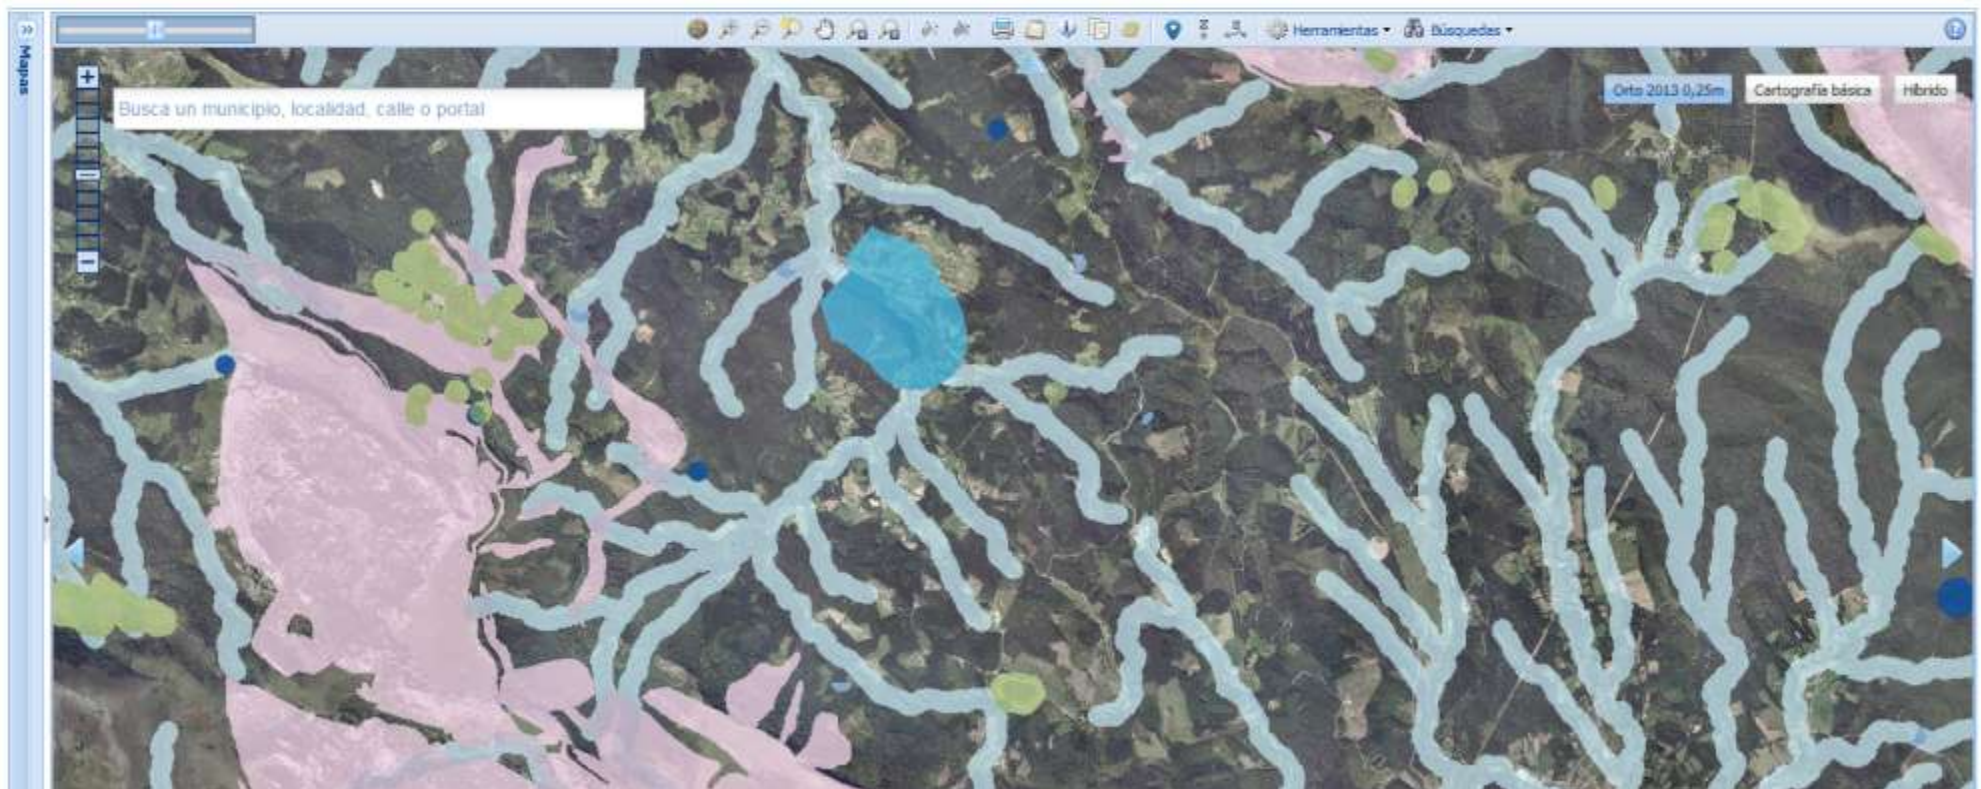 Mapas
Herramientas
Búsquedas
Busca un municipio, localidad, calle o portal
Orto 2013 0,25m
Cartografía básica
Híbrido